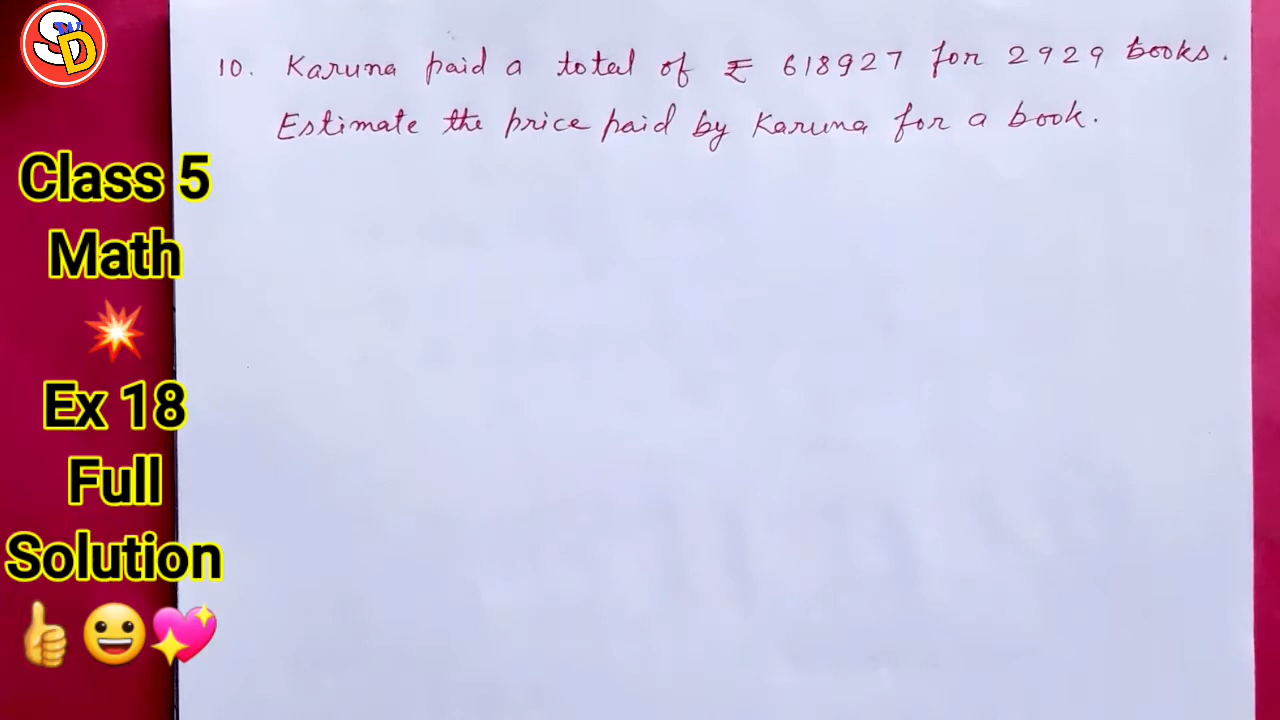 SD
10. Karuna paid a total of ₹ 618927 for 2929 books.
Estimate the price paid by Karuna for a book.
Class 5
Math
💥
Ex 18
Full
Solution
👍😀💖